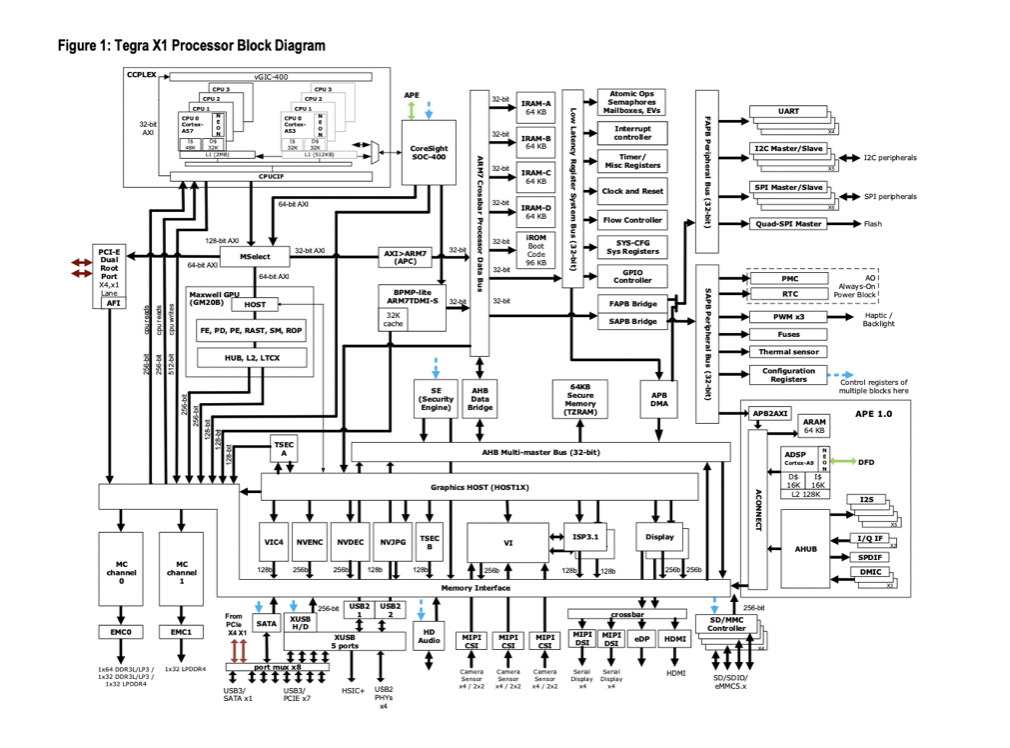 Figure 1: Tegra X1 Processor Block Diagram
CCPLEX
vGIC-400
CPU 3
CPU 2
CPU 1
CPU 0
Cortex-
A57
NEON
I$
48K
D$
32K
L1 (2MB)
CPU 3
CPU 2
CPU 1
CPU 0
Cortex-
A53
NEON
I$
32K
D$
32K
L1 (512KB)
32-bit
AXI
CPUCIF
APE
CoreSight
SOC-400
64-bit AXI
128-bit AXI
MSelect
32-bit AXI
64-bit AXI
64-bit AXI
AXI>ARM7
(APC)
32-bit
PCI-E
Dual
Root
Port
X4,x1
Lane
AFI
Maxwell GPU
(GM20B)
HOST
FE, PD, PE, RAST, SM, ROP
HUB, L2, LTCX
BPMP-lite
ARM7TDMI-S
32K
cache
32-bit
ARM7 Crossbar Processor Data Bus
32-bit
IRAM-A
64 KB
32-bit
IRAM-B
64 KB
32-bit
IRAM-C
64 KB
32-bit
IRAM-D
64 KB
32-bit
iROM
Boot
Code
96 KB
32-bit
32-bit
Low Latency Register System Bus (32-bit)
Atomic Ops
Semaphores
Mailboxes, EVs
Interrupt
controller
Timer/
Misc Registers
Clock and Reset
Flow Controller
SYS-CFG
Sys Registers
GPIO
Controller
FAPB Bridge
SAPB Bridge
FAPB Peripheral Bus (32-bit)
UART
X4
I2C Master/Slave
X6
I2C peripherals
SPI Master/Slave
SPI peripherals
Quad-SPI Master
Flash
SAPB Peripheral Bus (32-bit)
PMC
RTC
AO
Always-On
Power Block
PWM x3
Haptic /
Backlight
Fuses
Thermal sensor
Configuration
Registers
Control registers of
multiple blocks here
cpu reads
cpu reads
cpu writes
256-bit
256-bit
512-bit
256-bit
256-bit
128-bit
128-bit
128-bit
SE
(Security
Engine)
AHB
Data
Bridge
64KB
Secure
Memory
(TZRAM)
APB
DMA
APB2AXI
APE 1.0
ARAM
64 KB
ADSP
Cortex-A9
NEON
D$
16K
I$
16K
L2 128K
DFD
ACONNECT
AHUB
I2S
X5
I/Q IF
X2
SPDIF
DMIC
X3
TSEC
A
AHB Multi-master Bus (32-bit)
Graphics HOST (HOST1X)
VIC4
NVENC
NVDEC
NVJPG
TSEC
B
VI
ISP3.1
Display
128b
256b
256b
128b
128b
256b
128b
128b
256b
256b
Memory Interface
MC
channel
0
MC
channel
1
EMC0
EMC1
1x64 DDR3L/LP3 /
1x32 DDR3L/LP3 /
1x32 LPDDR4
1x32 LPDDR4
From
PCIe
X4 X1
SATA
XUSB
H/D
256-bit
USB2
1
USB2
2
XUSB
5 ports
port mux x8
USB3/
SATA x1
USB3/
PCIE x7
HSIC+
USB2
PHYs
x4
HD
Audio
MIPI
CSI
MIPI
CSI
MIPI
CSI
Camera
Sensor
x4 / 2x2
Camera
Sensor
x4 / 2x2
Camera
Sensor
x4 / 2x2
crossbar
MIPI
DSI
MIPI
DSI
eDP
HDMI
Serial
Display
x4
Serial
Display
x4
HDMI
256-bit
SD/MMC
Controller
X4
SD/SDIO/
eMMC5.x